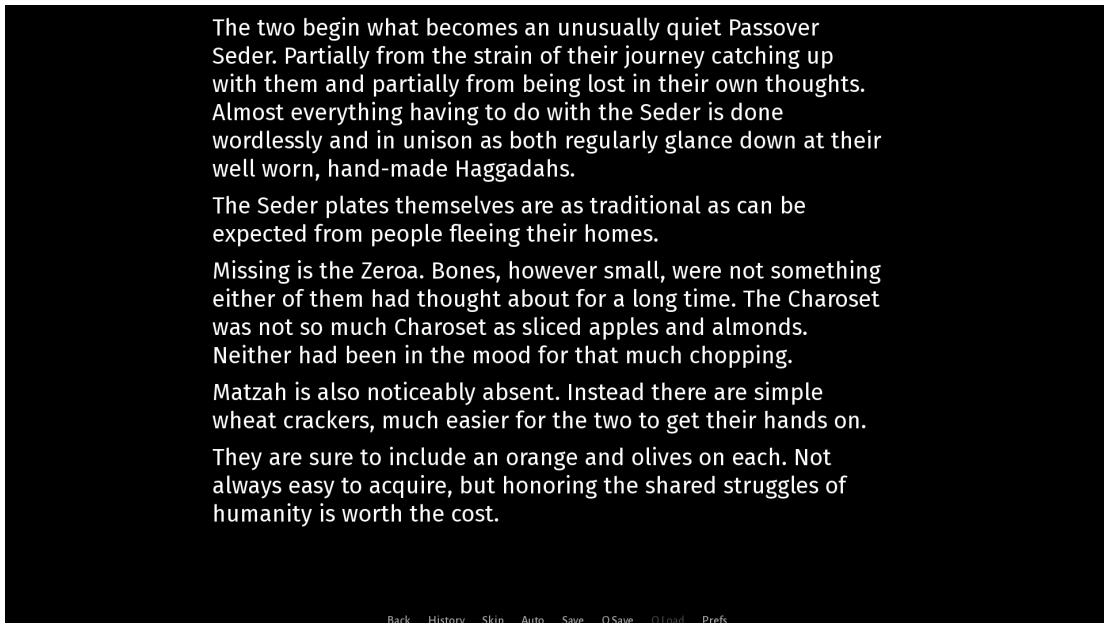 The two begin what becomes an unusually quiet Passover
Seder. Partially from the strain of their journey catching up
with them and partially from being lost in their own thoughts.
Almost everything having to do with the Seder is done
wordlessly and in unison as both regularly glance down at their
well worn, hand-made Haggadahs.
The Seder plates themselves are as traditional as can be
expected from people fleeing their homes.
Missing is the Zeroa. Bones, however small, were not something
either of them had thought about for a long time. The Charoset
was not so much Charoset as sliced apples and almonds.
Neither had been in the mood for that much chopping.
Matzah is also noticeably absent. Instead there are simple
wheat crackers, much easier for the two to get their hands on.
They are sure to include an orange and olives on each. Not
always easy to acquire, but honoring the shared struggles of
humanity is worth the cost.
Back History Skip Auto Save Q.Save Q.Load Prefs